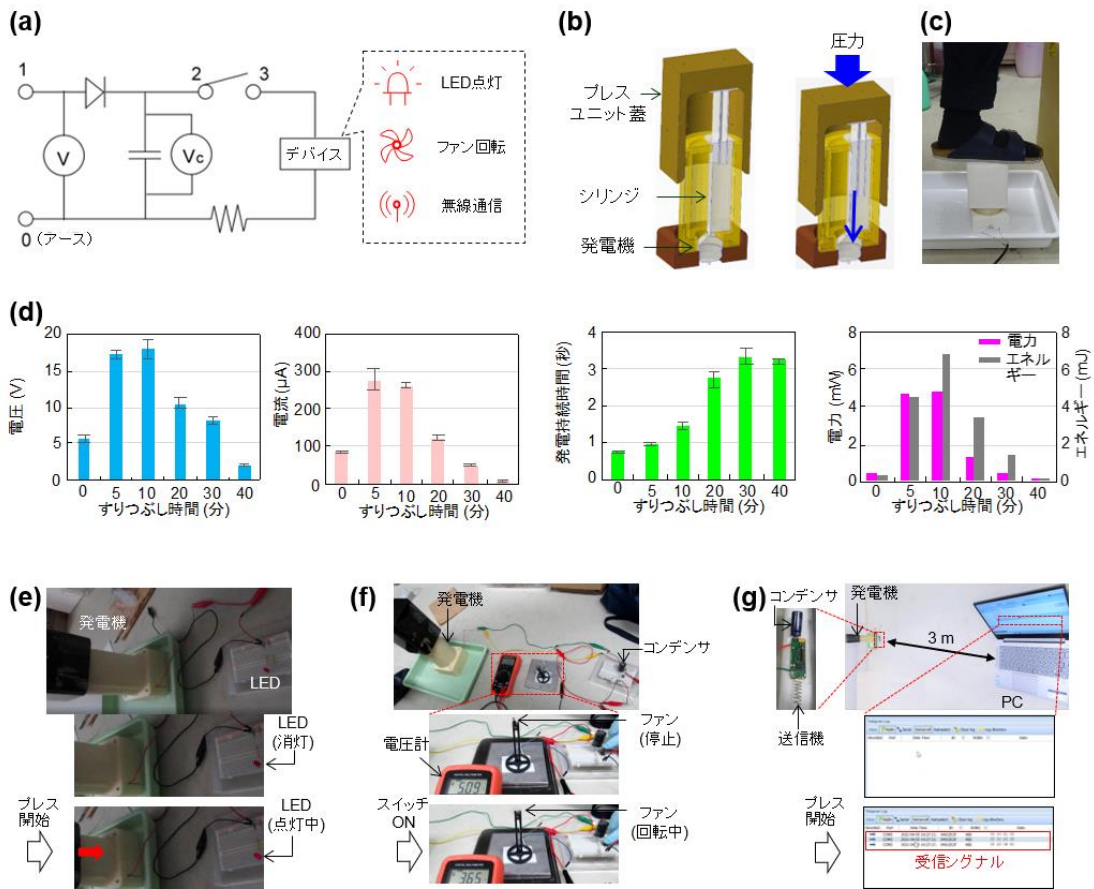 (a)
1
2
3
V
Vc
デバイス
0 (アース)
LED点灯
ファン回転
無線通信
(b)
プレス
ユニット蓋
シリンジ
発電機
圧力
(c)
(d)
電圧 (V)
20
15
10
5
0
0 5 10 20 30 40
すりつぶし時間 (分)
電流 (μA)
400
300
200
100
0
0 5 10 20 30 40
すりつぶし時間 (分)
発電持続時間 (秒)
4
3
2
1
0
0 5 10 20 30 40
すりつぶし時間 (分)
電力 (mW)
8
6
4
2
0
電力
エネル
ギー
8
6
4
2
0
エネルギー (mJ)
0 5 10 20 30 40
すりつぶし時間 (分)
(e)
発電機
LED
LED
(消灯)
プレス
開始
LED
(点灯中)
(f)
発電機
コンデンサ
電圧計
ファン
(停止)
509
スイッチ
ON
ファン
(回転中)
365
(g)
コンデンサ
発電機
3 m
PC
送信機
プレス
開始
受信シグナル